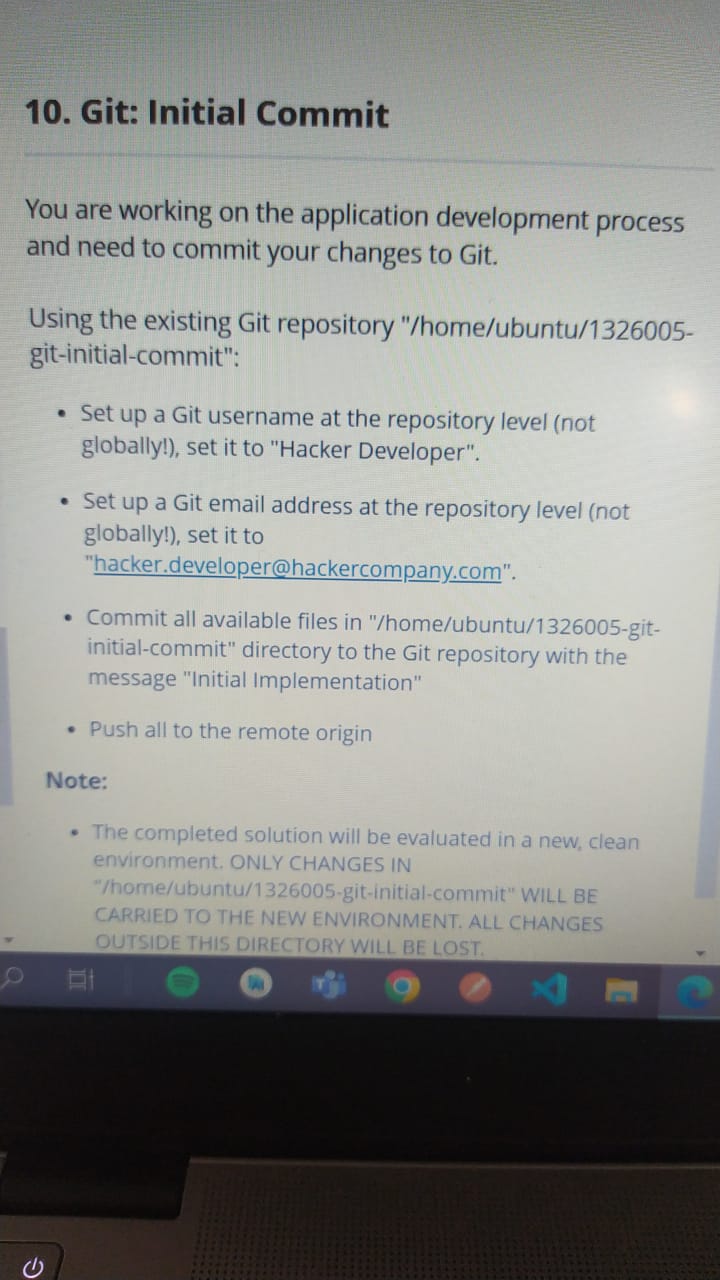 10. Git: Initial Commit
You are working on the application development process
and need to commit your changes to Git.
Using the existing Git repository "/home/ubuntu/1326005-
git-initial-commit":
• Set up a Git username at the repository level (not
globally!), set it to "Hacker Developer".
• Set up a Git email address at the repository level (not
globally!), set it to
"hacker.developer@hackercompany.com".
• Commit all available files in "/home/ubuntu/1326005-git-
initial-commit" directory to the Git repository with the
message "Initial Implementation"
• Push all to the remote origin
Note:
• The completed solution will be evaluated in a new, clean
environment. ONLY CHANGES IN
"/home/ubuntu/1326005-git-initial-commit" WILL BE
CARRIED TO THE NEW ENVIRONMENT. ALL CHANGES
OUTSIDE THIS DIRECTORY WILL BE LOST.